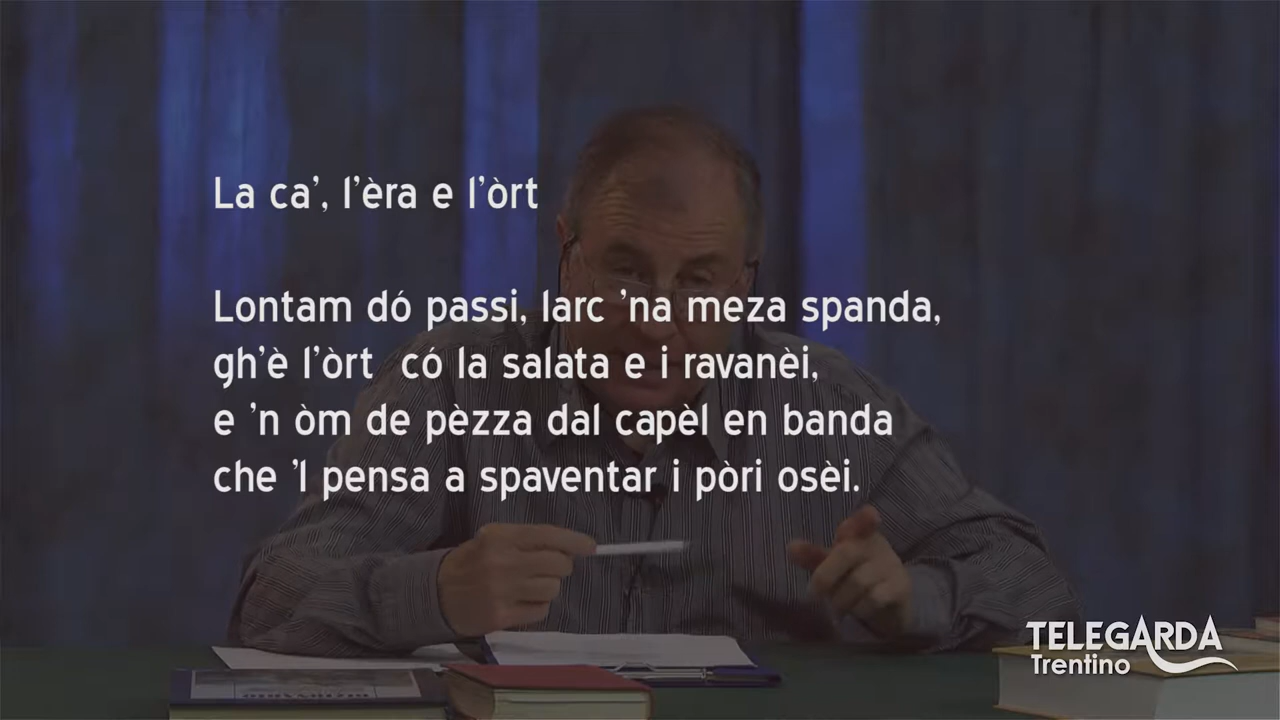 La ca', l'èra e l'òrt
Lontam dó passi, larc 'na meza spanda,
gh'è l'òrt có la salata e i ravanèi,
e 'n òm de pèzza dal capèl en banda
che 'l pensa a spaventar i pòri osèi.
TELEGARDA
Trentino